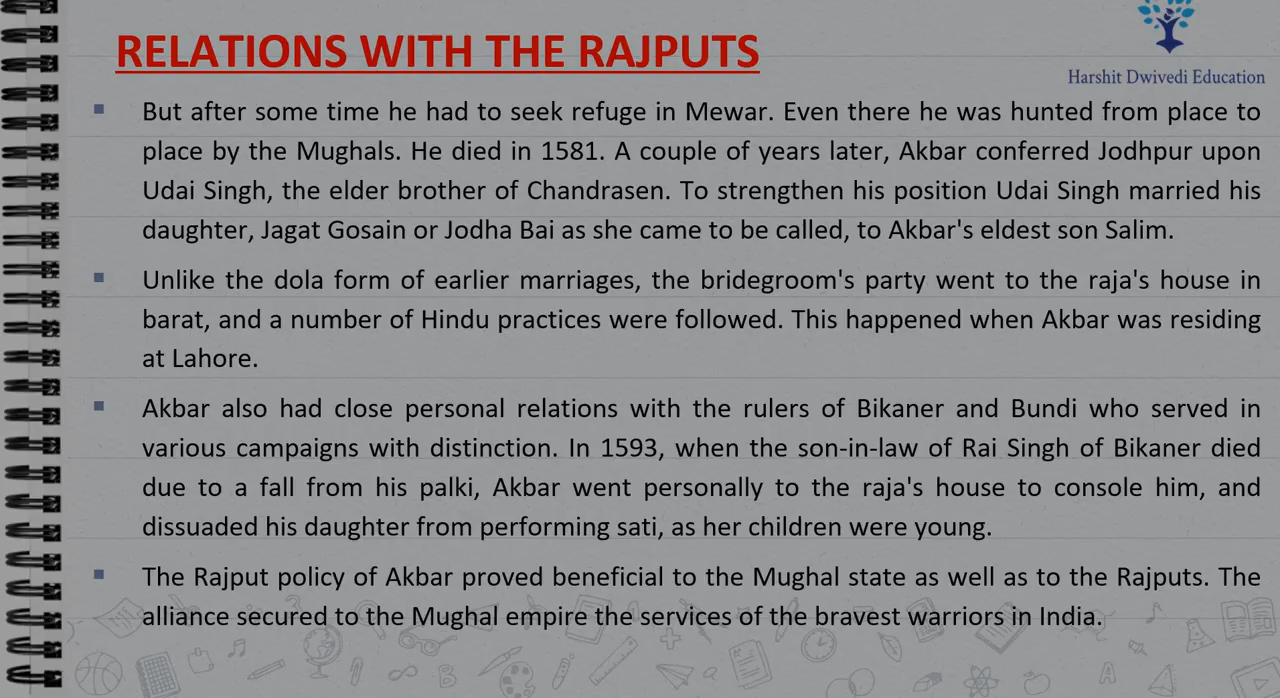 RELATIONS WITH THE RAJPUTS
Harshit Dwivedi Education
▪ But after some time he had to seek refuge in Mewar. Even there he was hunted from place to
place by the Mughals. He died in 1581. A couple of years later, Akbar conferred Jodhpur upon
Udai Singh, the elder brother of Chandrasen. To strengthen his position Udai Singh married his
daughter, Jagat Gosain or Jodha Bai as she came to be called, to Akbar's eldest son Salim.
▪ Unlike the dola form of earlier marriages, the bridegroom's party went to the raja's house in
barat, and a number of Hindu practices were followed. This happened when Akbar was residing
at Lahore.
▪ Akbar also had close personal relations with the rulers of Bikaner and Bundi who served in
various campaigns with distinction. In 1593, when the son-in-law of Rai Singh of Bikaner died
due to a fall from his palki, Akbar went personally to the raja's house to console him, and
dissuaded his daughter from performing sati, as her children were young.
▪ The Rajput policy of Akbar proved beneficial to the Mughal state as well as to the Rajputs. The
alliance secured to the Mughal empire the services of the bravest warriors in India.